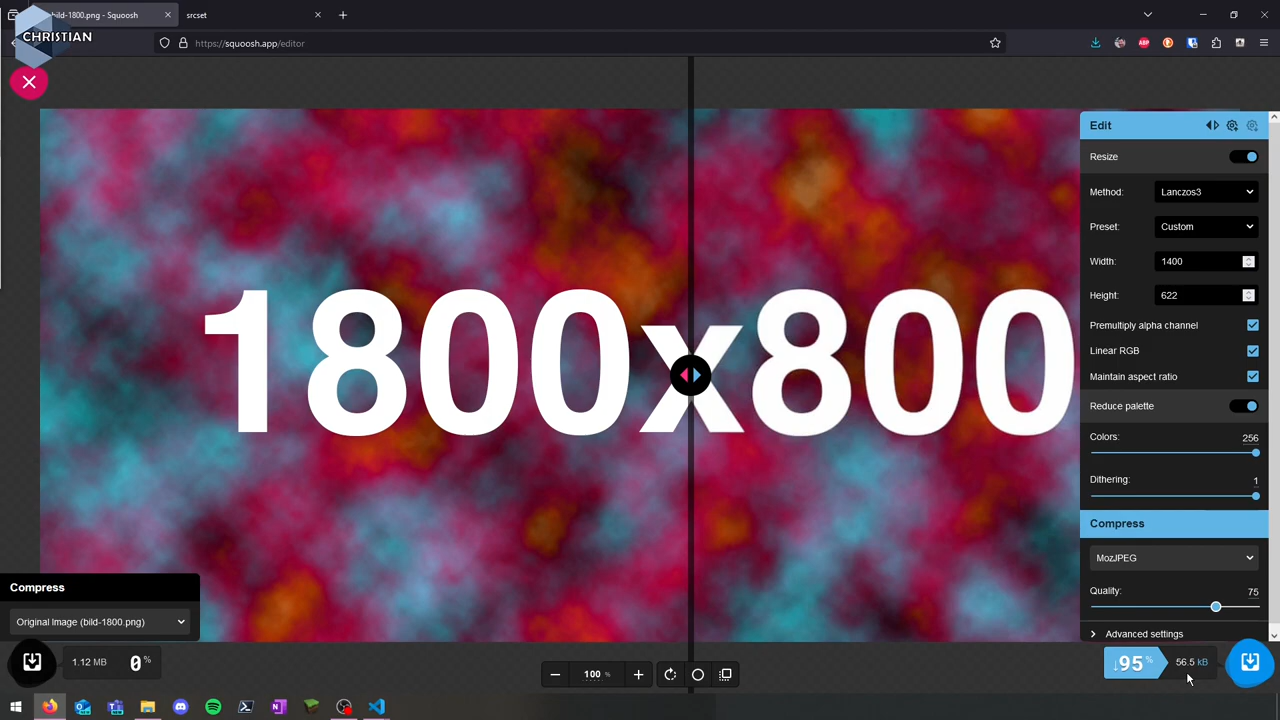 bild-1800.png - Squoosh
srcset
CHRISTIAN
https://squoosh.app/editor
ABP
1800x800
Edit
Resize
Method: Lanczos3
Preset: Custom
Width: 1400
Height: 622
Premultiply alpha channel
Linear RGB
Maintain aspect ratio
Reduce palette
Colors: 256
Dithering: 1
Compress
MozJPEG
Quality: 75
Advanced settings
↓95 % 56.5 kB
Compress
Original Image (bild-1800.png)
1.12 MB 0 %
100 %